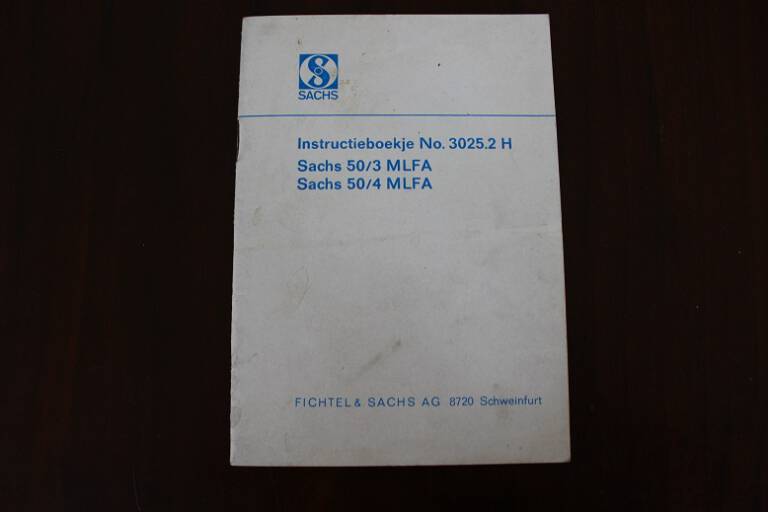 SACHS
Instructieboekje No. 3025.2 H
Sachs 50/3 MLFA
Sachs 50/4 MLFA
FICHTEL & SACHS AG 8720 Schweinfurt